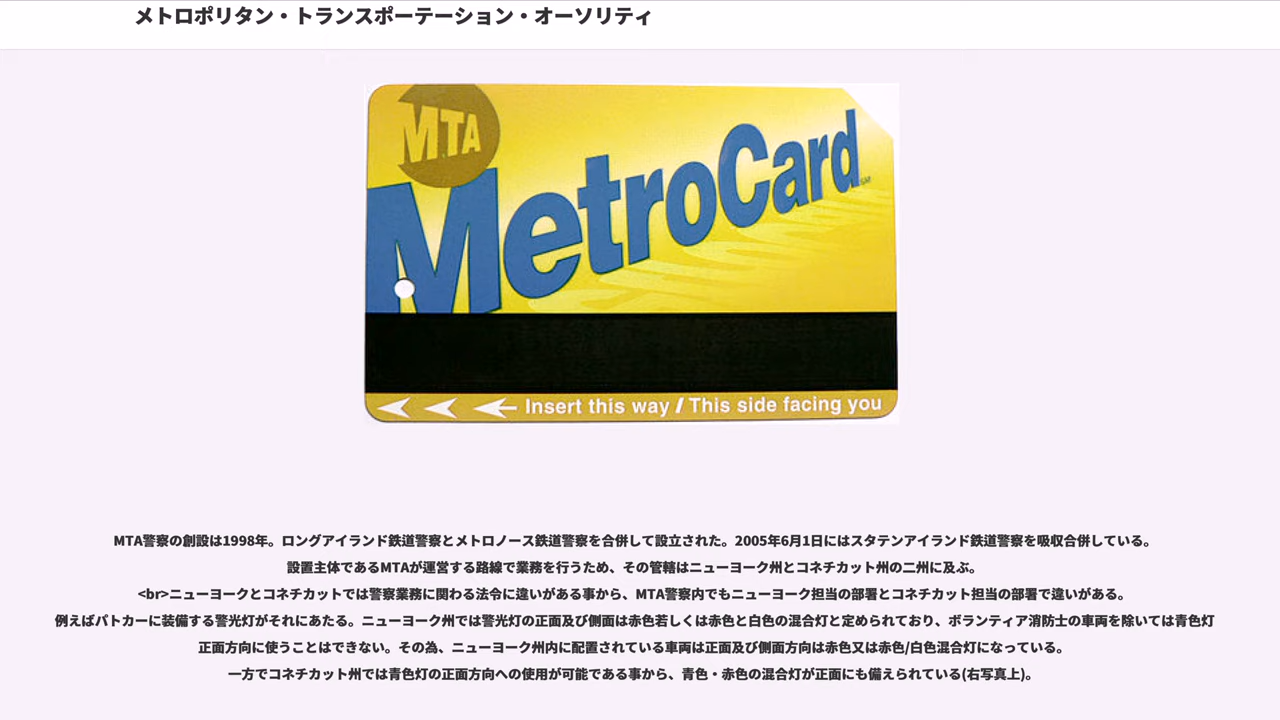 メトロポリタン・トランスポーテーション・オーソリティ
MTA
MetroCard
Insert this way / This side facing you
MTA警察の創設は1998年。ロングアイランド鉄道警察とメトロノース鉄道警察を合併して設立された。2005年6月1日にはスタテンアイランド鉄道警察を吸収合併している。
設置主体であるMTAが運営する路線で業務を行うため、その管轄はニューヨーク州とコネチカット州の二州に及ぶ。
<br>ニューヨークとコネチカットでは警察業務に関わる法令に違いがある事から、MTA警察内でもニューヨーク担当の部署とコネチカット担当の部署で違いがある。
例えばパトカーに装備する警光灯がそれにあたる。ニューヨーク州では警光灯の正面及び側面は赤色若しくは赤色と白色の混合灯と定められており、ボランティア消防士の車両を除いては青色灯
正面方向に使うことはできない。その為、ニューヨーク州内に配置されている車両は正面及び側面方向は赤色又は赤色/白色混合灯になっている。
一方でコネチカット州では青色灯の正面方向への使用が可能である事から、青色・赤色の混合灯が正面にも備えられている(右写真上)。